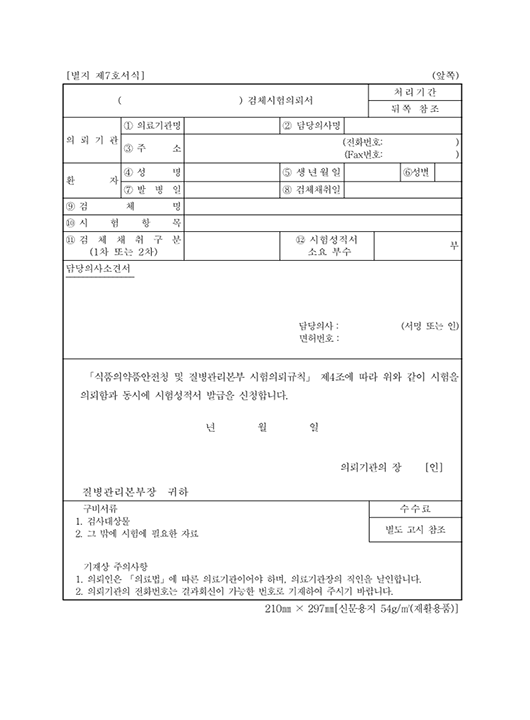 [별지 제7호서식] (앞쪽)
( ) 검체시험의뢰서 처리기간
뒤쪽 참조
의뢰기관 ① 의료기관명 ② 담당의사명
③ 주 소 (전화번호: )
(Fax번호: )
환 자 ④ 성 명 ⑤ 생년월일 ⑥성별
⑦ 발 병 일 ⑧ 검체채취일
⑨ 검 체 명
⑩ 시 험 항 목
⑪ 검 체 채 취 구 분 ⑫ 시험성적서 부
(1차 또는 2차) 소요 부수
담당의사소견서
담당의사 : (서명 또는 인)
면허번호 :
「식품의약품안전청 및 질병관리본부 시험의뢰규칙」 제4조에 따라 위와 같이 시험을
의뢰함과 동시에 시험성적서 발급을 신청합니다.
년 월 일
의뢰기관의 장 [인]
질병관리본부장 귀하
구비서류 수수료
1. 검사대상물
2. 그 밖에 시험에 필요한 자료 별도 고시 참조
기재상 주의사항
1. 의뢰인은 「의료법」에 따른 의료기관이어야 하며, 의료기관장의 직인을 날인합니다.
2. 의뢰기관의 전화번호는 결과회신이 가능한 번호로 기재하여 주시기 바랍니다.
210㎜ × 297㎜[신문용지 54g/㎡(재활용품)]